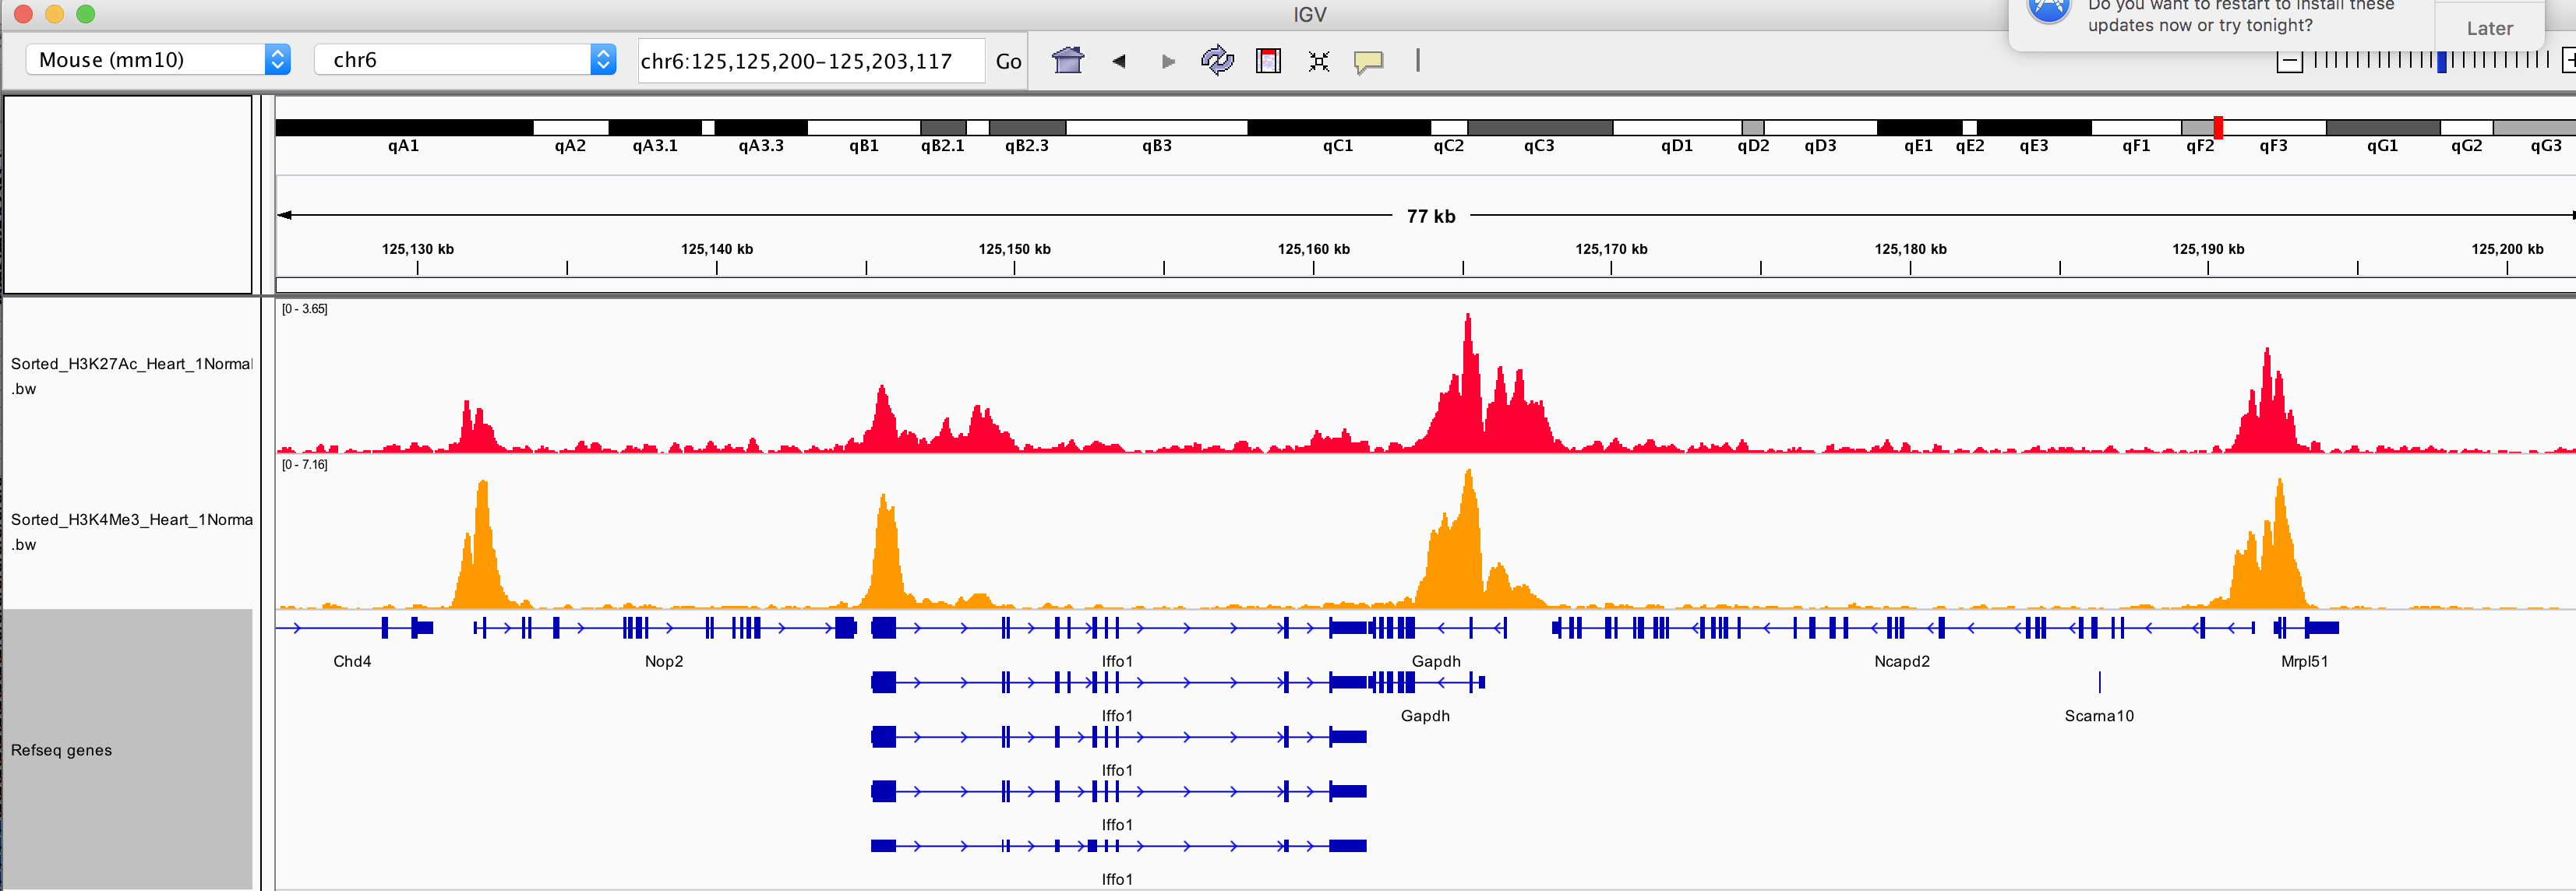 IGV
Do you want to restart to install these
updates now or try tonight?
Later
Mouse (mm10)
chr6
chr6:125,125,200-125,203,117
Go
qA1 qA2 qA3.1 qA3.3 qB1 qB2.1 qB2.3 qB3 qC1 qC2 qC3 qD1 qD2 qD3 qE1 qE2 qE3 qF1 qF2 qF3 qG1 qG2 qG3
77 kb
125,130 kb 125,140 kb 125,150 kb 125,160 kb 125,170 kb 125,180 kb 125,190 kb 125,200 kb
[0 - 3.65]
Sorted_H3K27Ac_Heart_1Normal
.bw
[0 - 7.16]
Sorted_H3K4Me3_Heart_1Norma
.bw
Refseq genes
Chd4 Nop2 Iffo1 Gapdh Ncapd2 Mrpl51
Iffo1 Gapdh Scarna10
Iffo1
Iffo1
Iffo1